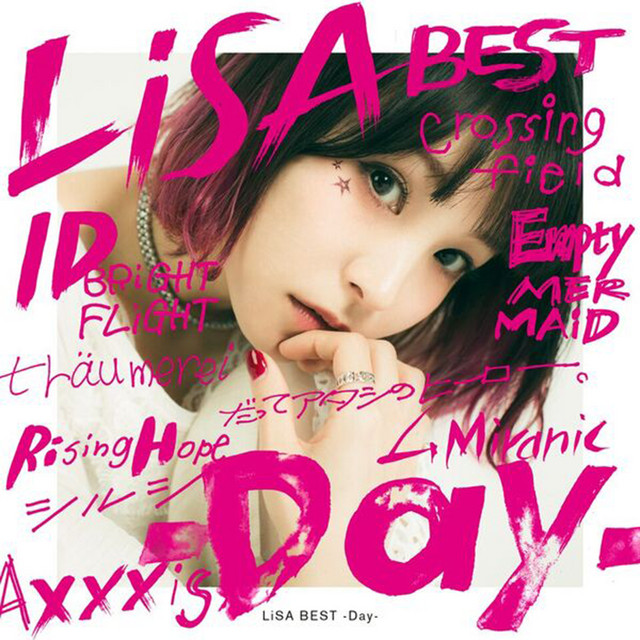 LiSA
BEST
crossing
field
ID
Empty
MER
MAiD
BRiGHT
FLiGHT
träumerei
だってアタシのヒーロー。
RisingHope
Miranic
シルシ
-Day-
Axxxis
LiSA BEST -Day-